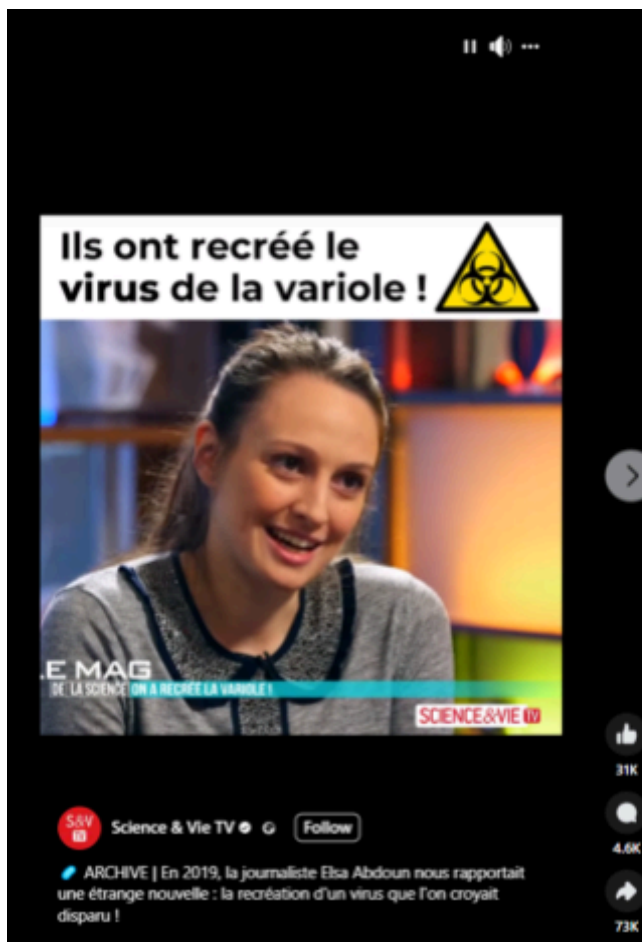 Ils ont recréé le
virus de la variole !
LE MAG
DE LA SCIENCE ON A RECRÉÉ LA VARIOLE !
SCIENCE&VIE TV
31K
4.6K
73K
S&V
TV
Science & Vie TV
Follow
ARCHIVE | En 2019, la journaliste Elsa Abdoun nous rapportait
une étrange nouvelle : la recréation d'un virus que l'on croyait
disparu !